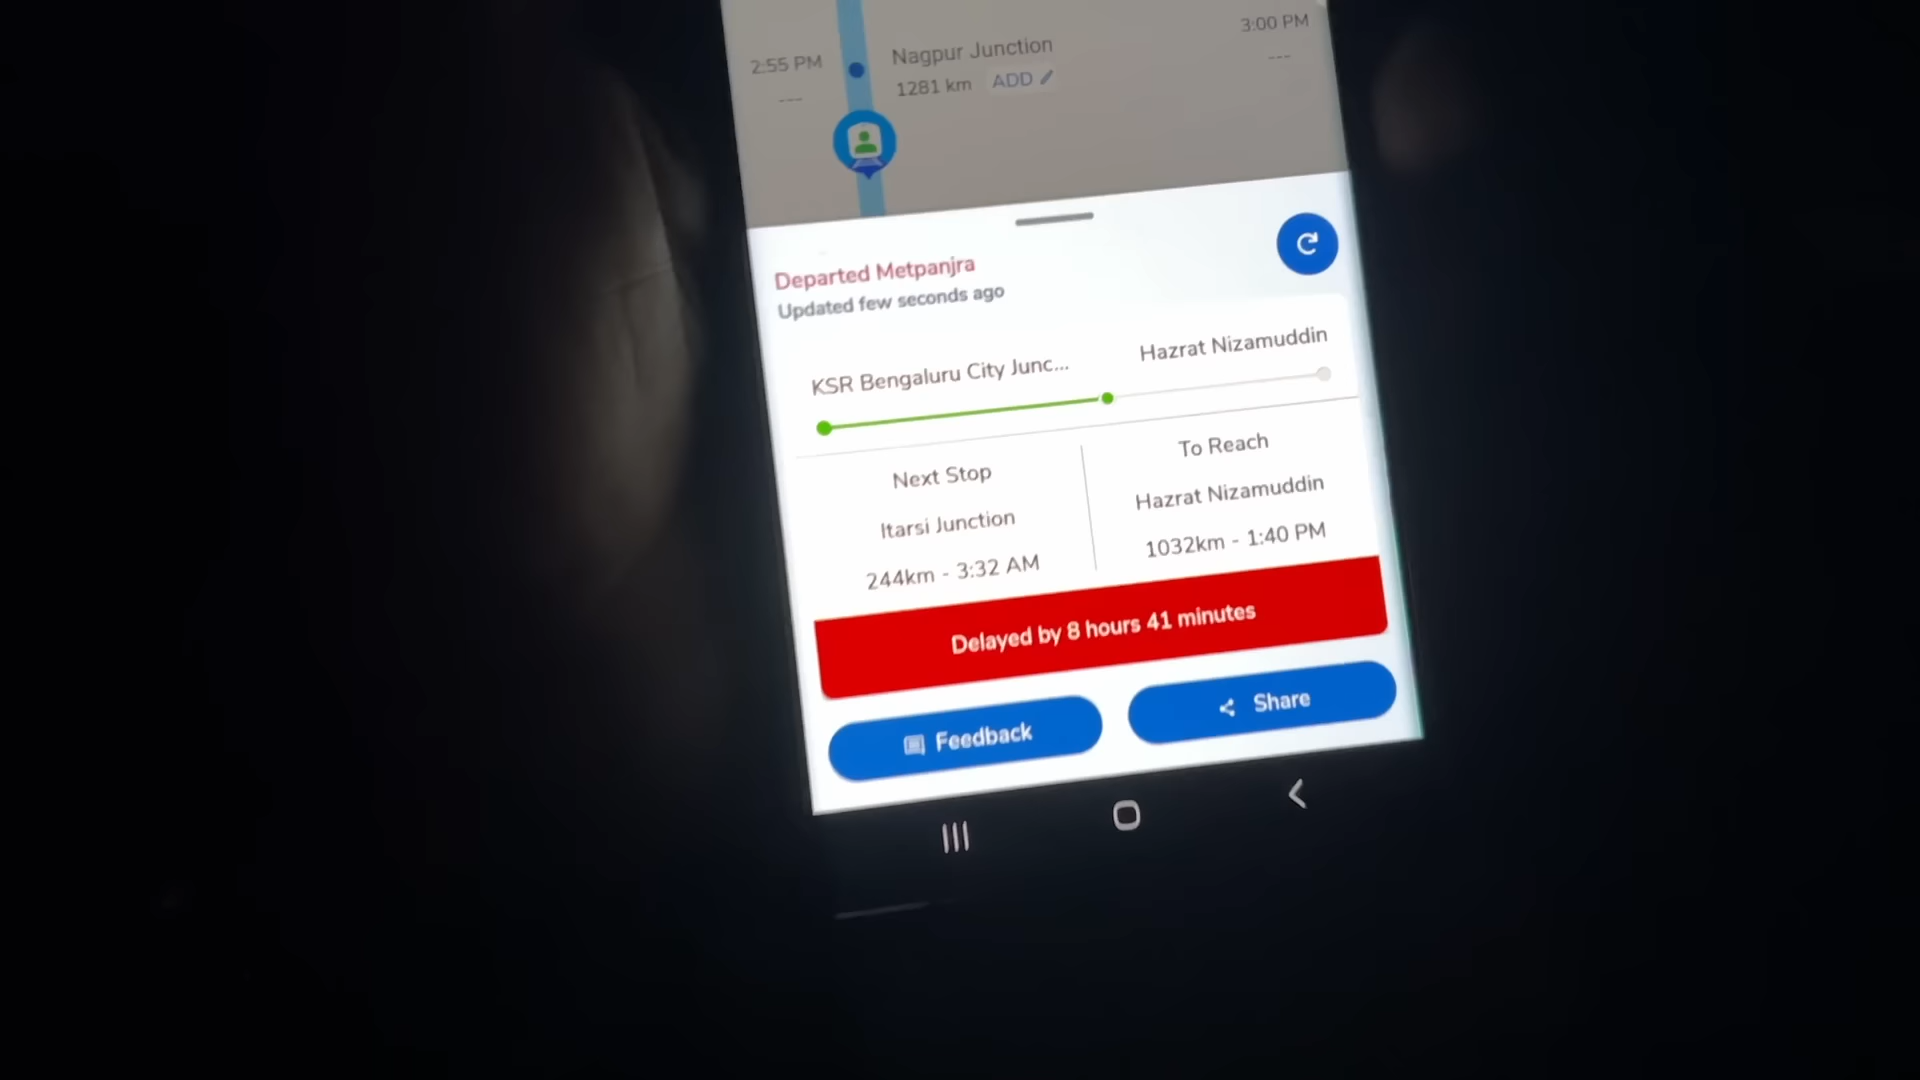 2:55 PM
---
Nagpur Junction
1281 km ADD
3:00 PM
---
Departed Metpanjra
Updated few seconds ago
KSR Bengaluru City Junc...
Hazrat Nizamuddin
Next Stop
Itarsi Junction
244km - 3:32 AM
To Reach
Hazrat Nizamuddin
1032km - 1:40 PM
Delayed by 8 hours 41 minutes
Feedback
Share